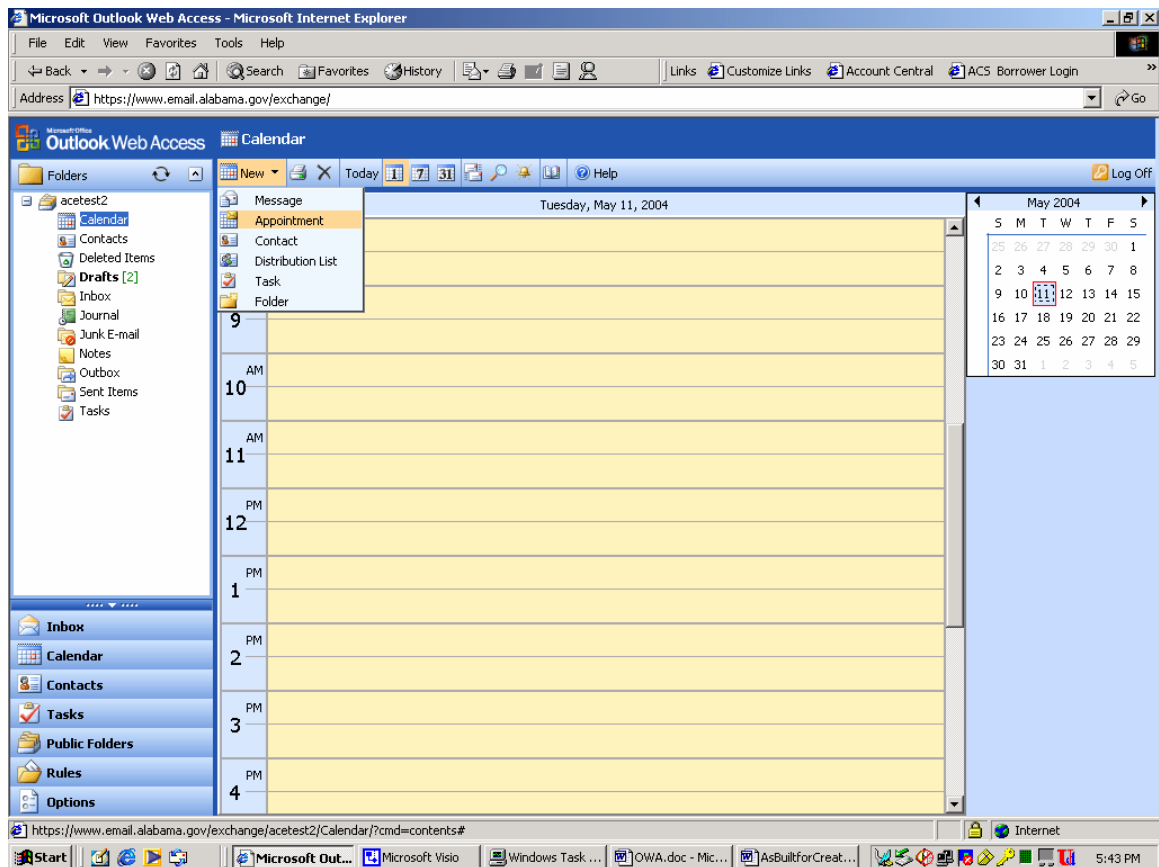 Microsoft Outlook Web Access - Microsoft Internet Explorer
File Edit View Favorites Tools Help
Back Search Favorites History Links Customize Links Account Central ACS Borrower Login »
Address https://www.email.alabama.gov/exchange/ Go
Microsoft Office
Outlook Web Access Calendar
Folders New Today 1 7 31 Help Log Off
acetest2
Calendar
Contacts
Deleted Items
Drafts [2]
Inbox
Journal
Junk E-mail
Notes
Outbox
Sent Items
Tasks
Message
Appointment
Contact
Distribution List
Task
Folder
Tuesday, May 11, 2004
9
AM
10
AM
11
PM
12
PM
1
PM
2
PM
3
PM
4
May 2004
S M T W T F S
25 26 27 28 29 30 1
2 3 4 5 6 7 8
9 10 11 12 13 14 15
16 17 18 19 20 21 22
23 24 25 26 27 28 29
30 31 1 2 3 4 5
Inbox
Calendar
Contacts
Tasks
Public Folders
Rules
Options
https://www.email.alabama.gov/exchange/acetest2/Calendar/?cmd=contents# Internet
Start Microsoft Out... Microsoft Visio Windows Task ... OWA.doc - Mic... AsBuiltforCreat... 5:43 PM